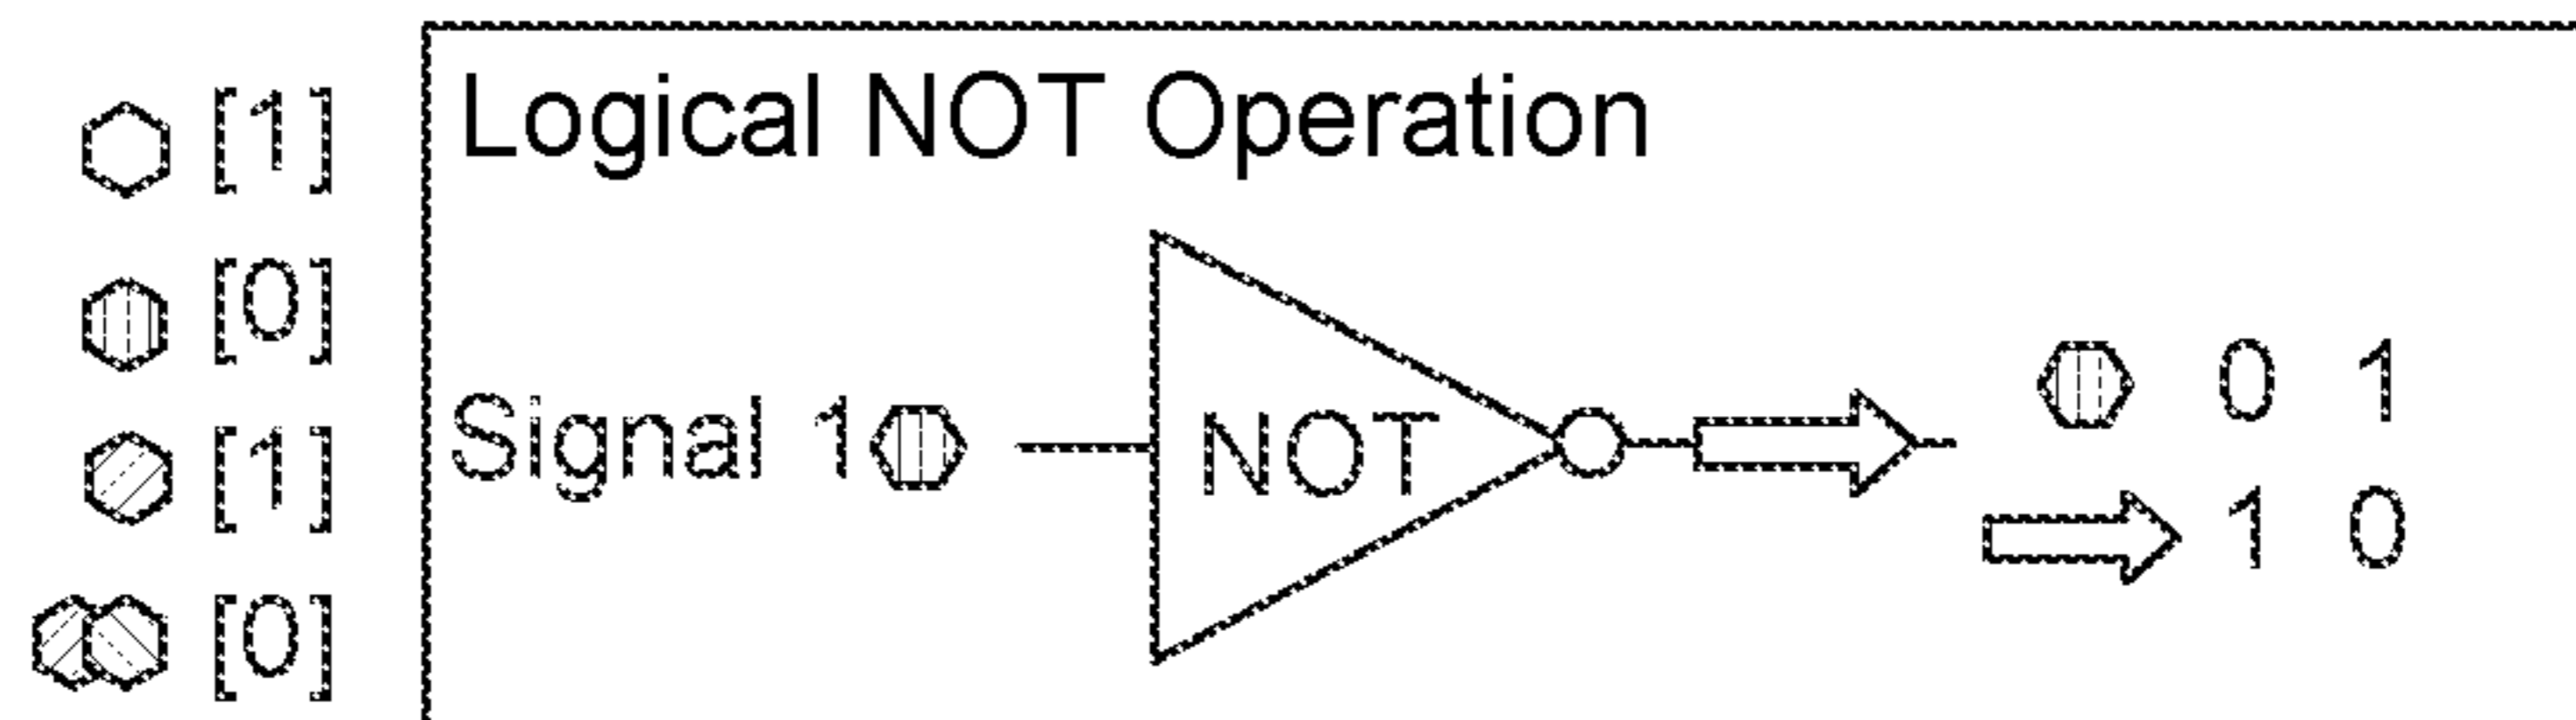 [1]
[0]
[1]
[0]
Logical NOT Operation
Signal 1
NOT
0 1
1 0